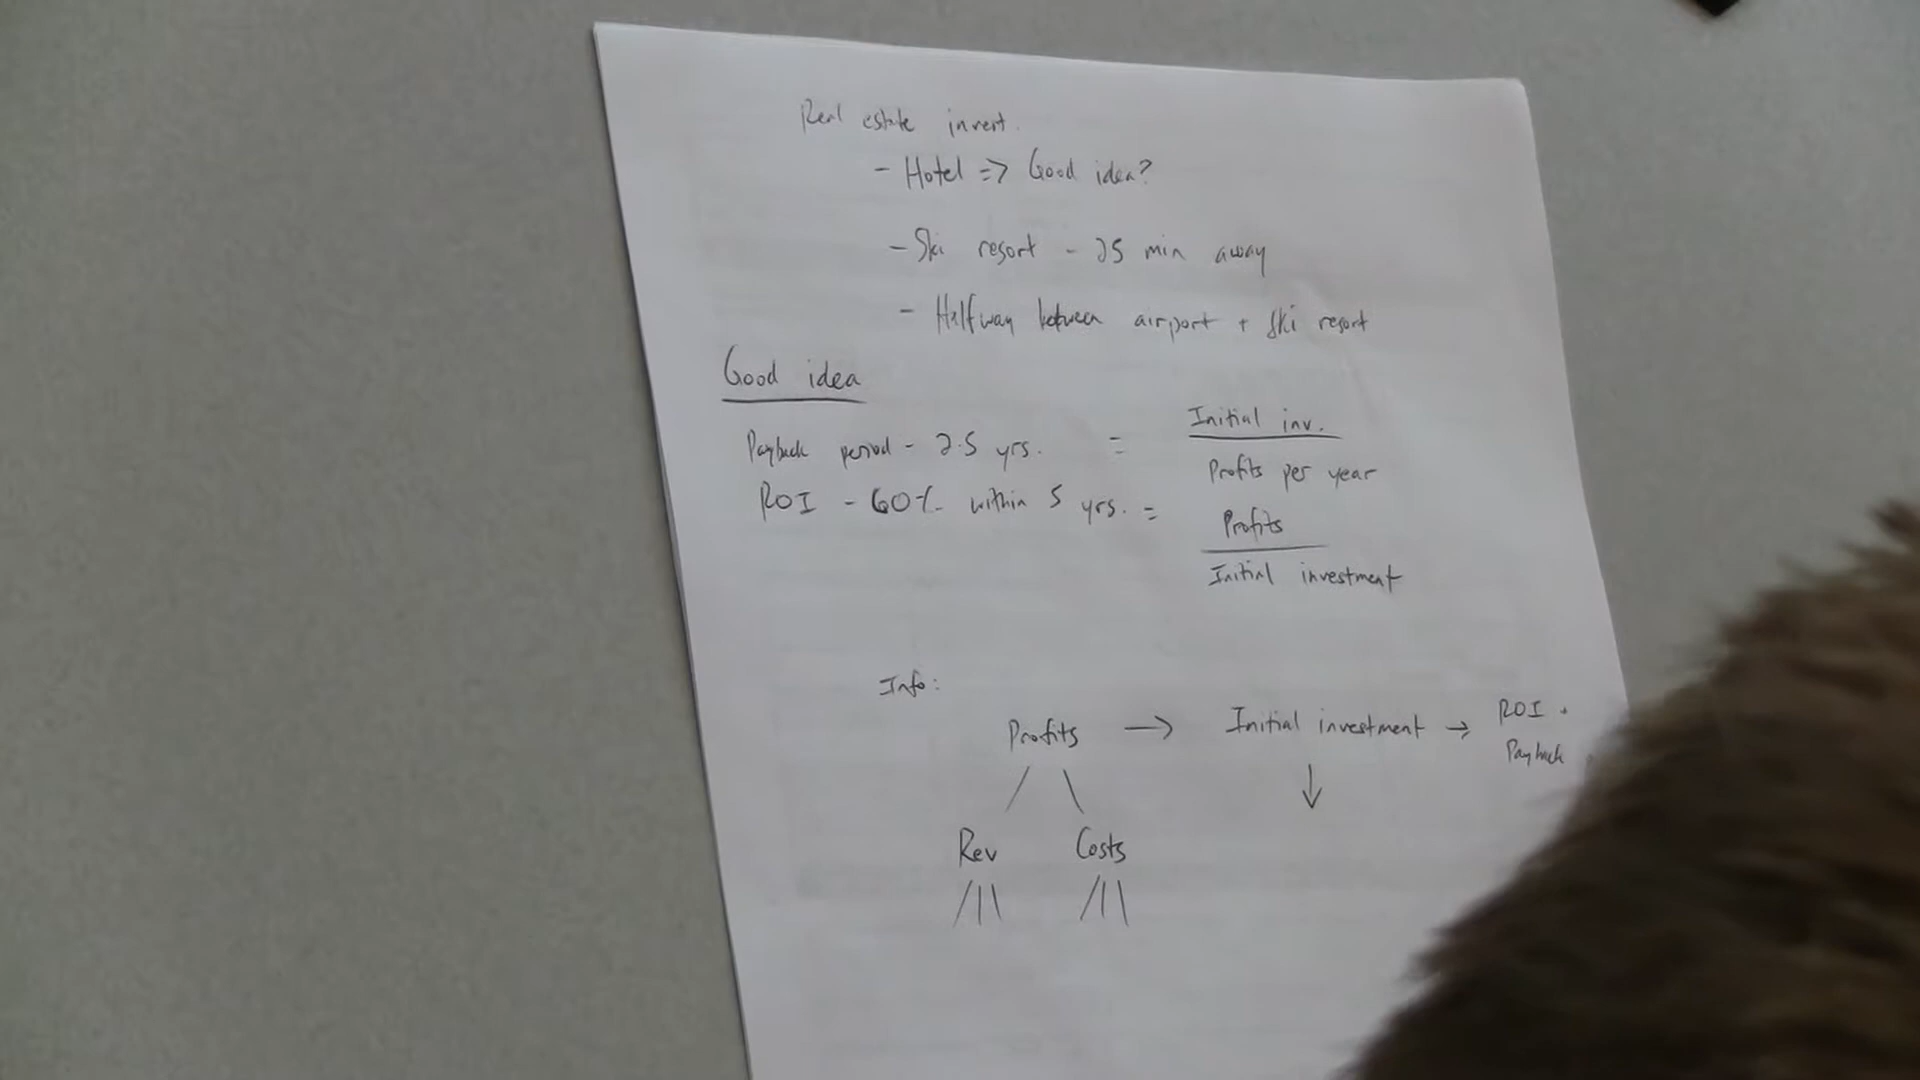 Real estate invest.
- Hotel => Good idea?
- Ski resort - 25 min away
- Halfway between airport + Ski resort
Good idea
Payback period - 2.5 yrs. = Initial inv.
Profits per year
ROI - 60% within 5 yrs. = Profits
Initial investment
Info:
Profits → Initial investment → ROI
Payback
↓
Rev Costs